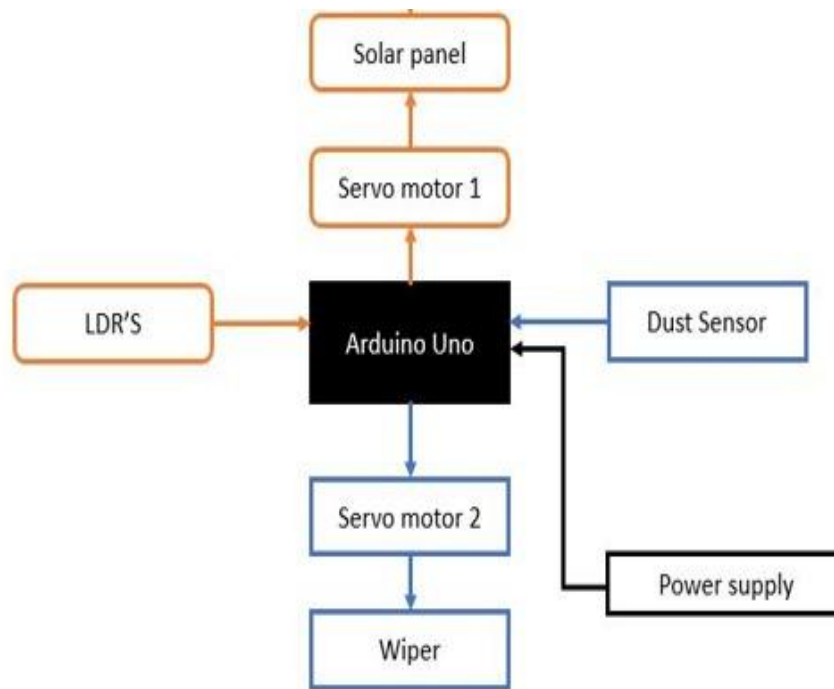 Solar panel
Servo motor 1
LDR'S
Arduino Uno
Dust Sensor
Servo motor 2
Power supply
Wiper